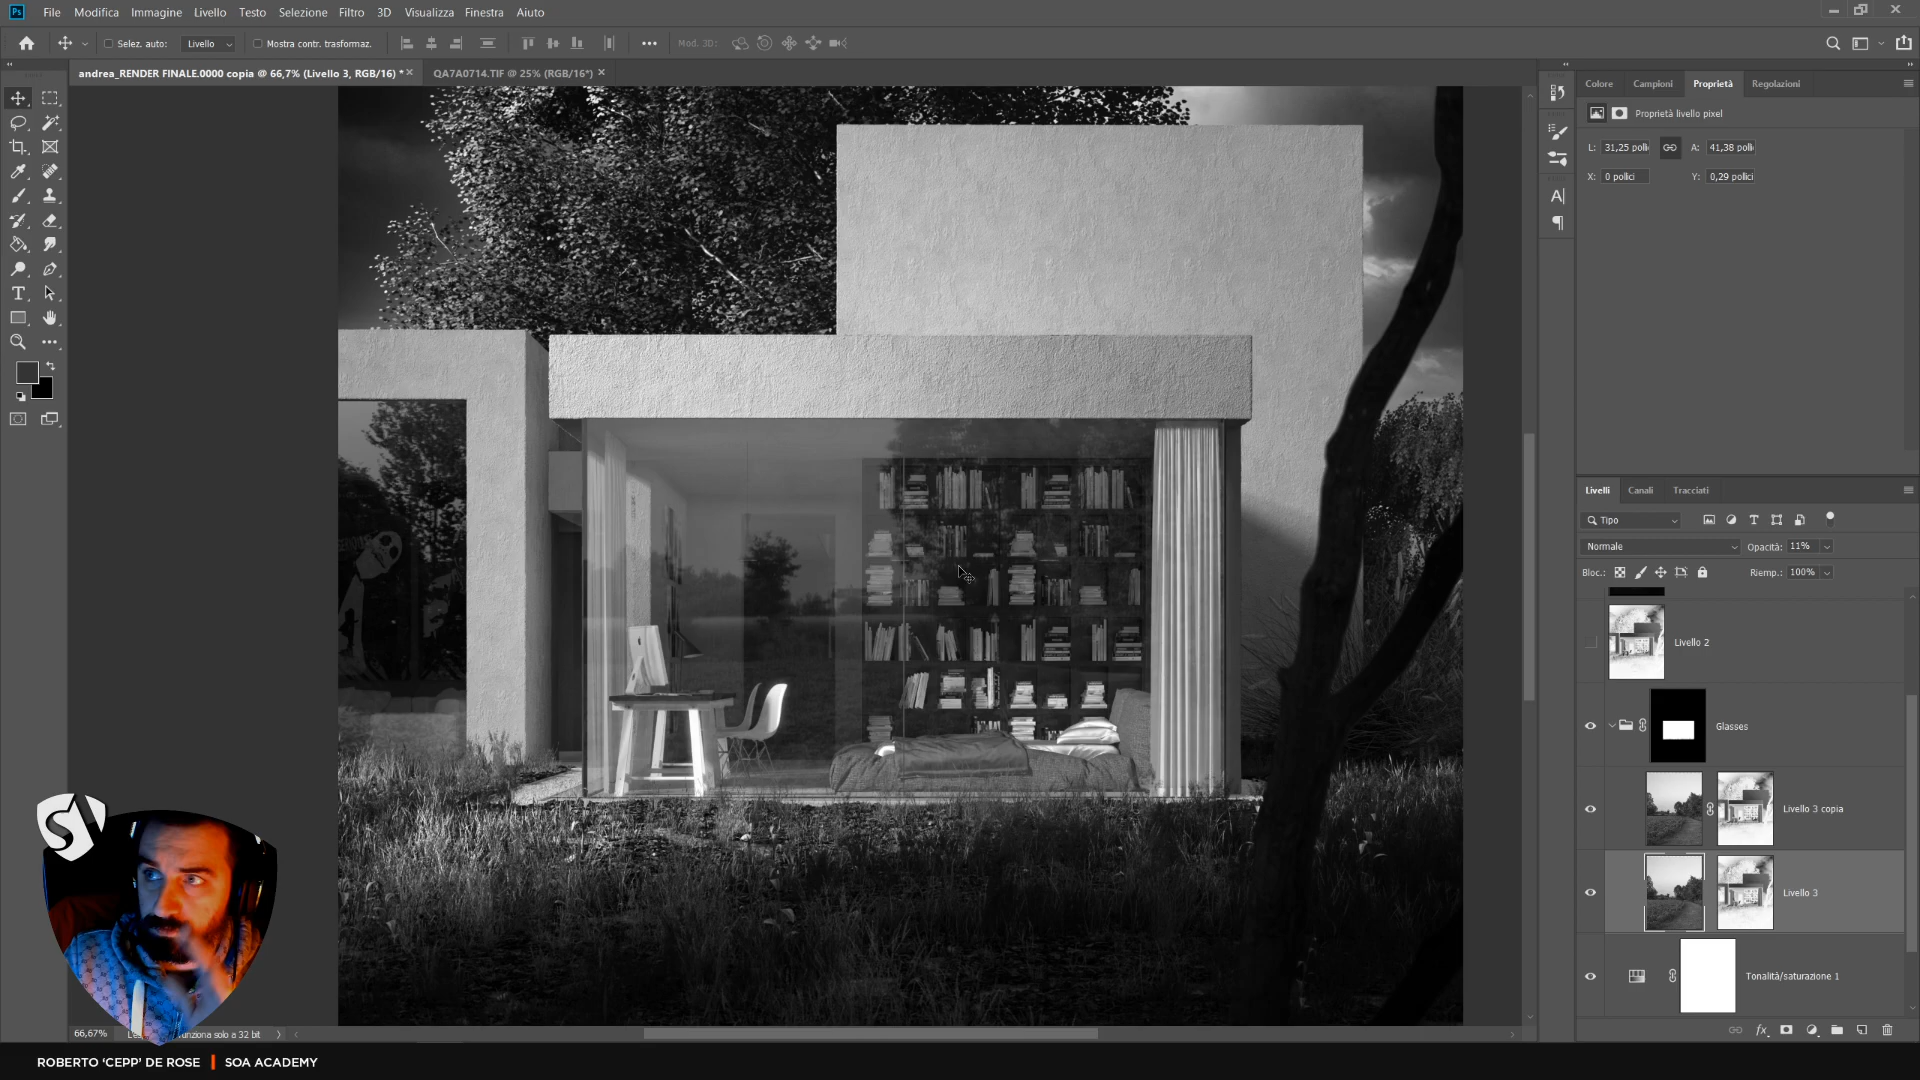 Ps File Modifica Immagine Livello Testo Selezione Filtro 3D Visualizza Finestra Aiuto
Selez. auto: Livello Mostra contr. trasformaz. Mod. 3D:
andrea_RENDER FINALE.0000 copia @ 66,7% (Livello 3, RGB/16) * QA7A0714.TIF @ 25% (RGB/16*)
Colore Campioni Proprietà Regolazioni
Proprietà livello pixel
L: 31,25 polli A: 41,38 polli
X: 0 pollici Y: 0,29 pollici
Livelli Canali Tracciati
Tipo
Normale Opacità: 11%
Bloc.: Riemp.: 100%
Livello 2
Glasses
Livello 3 copia
Livello 3
Tonalità/saturazione 1
66,67% funziona solo a 32 bit
ROBERTO ‘CEPP’ DE ROSE | SOA ACADEMY